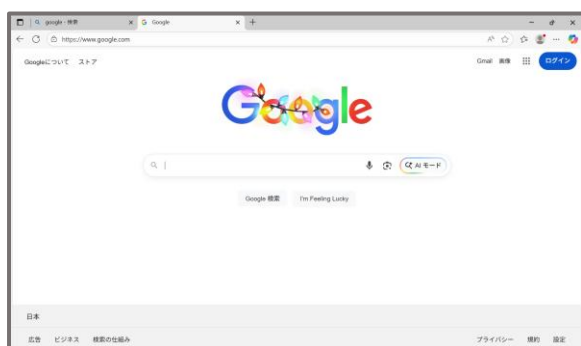 google - 検索
Google
https://www.google.com
Googleについて ストア
Gmail 画像
ログイン
Google
AI モード
Google 検索
I'm Feeling Lucky
日本
広告 ビジネス 検索の仕組み
プライバシー 規約 設定